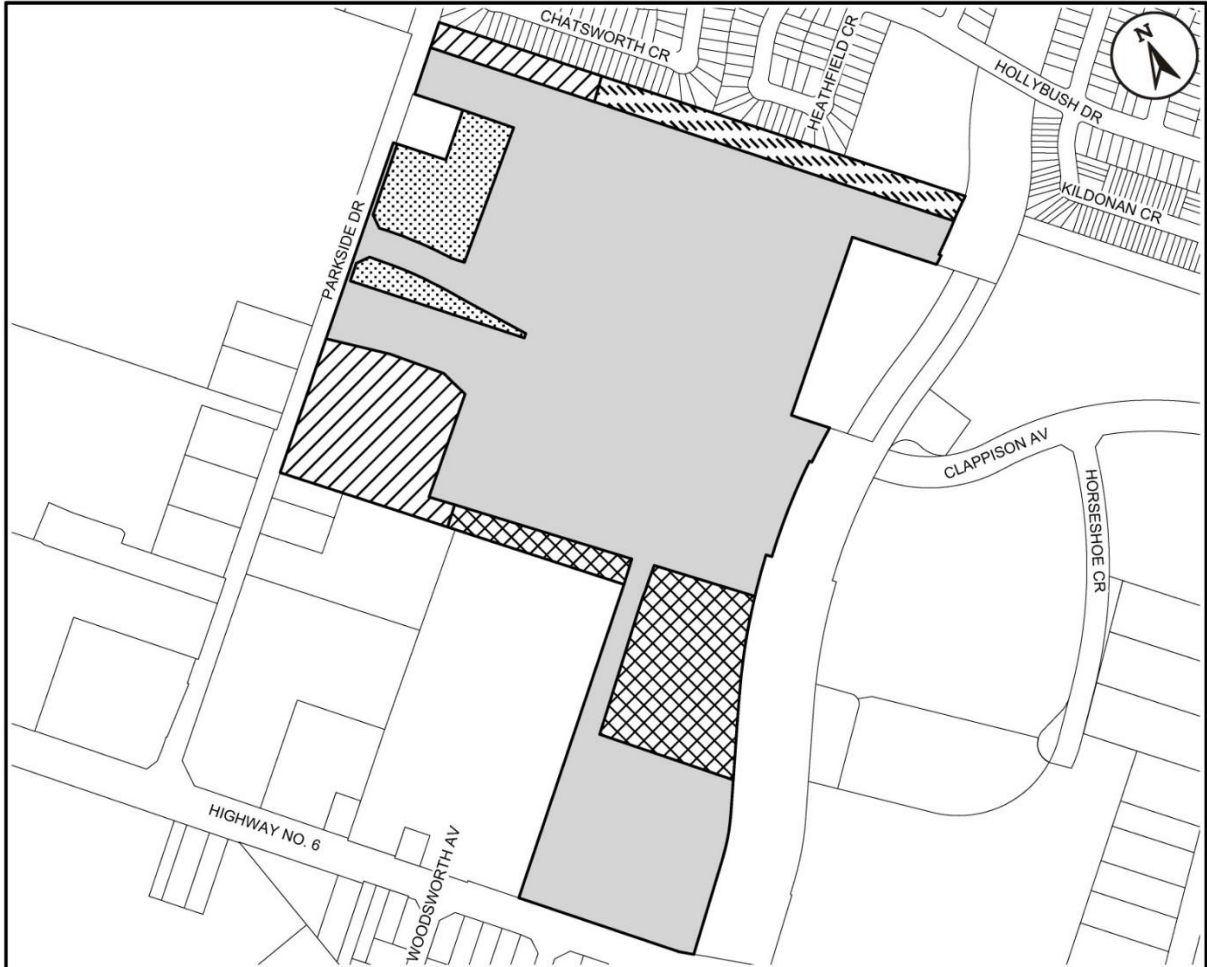 CHATSWORTH CR
HEATHFIELD CR
HOLLYBUSH DR
N
KILDONAN CR
PARKSIDE DR
CLAPPISON AV
HORSESHOE CR
HIGHWAY NO. 6
WOODSWORTH AV